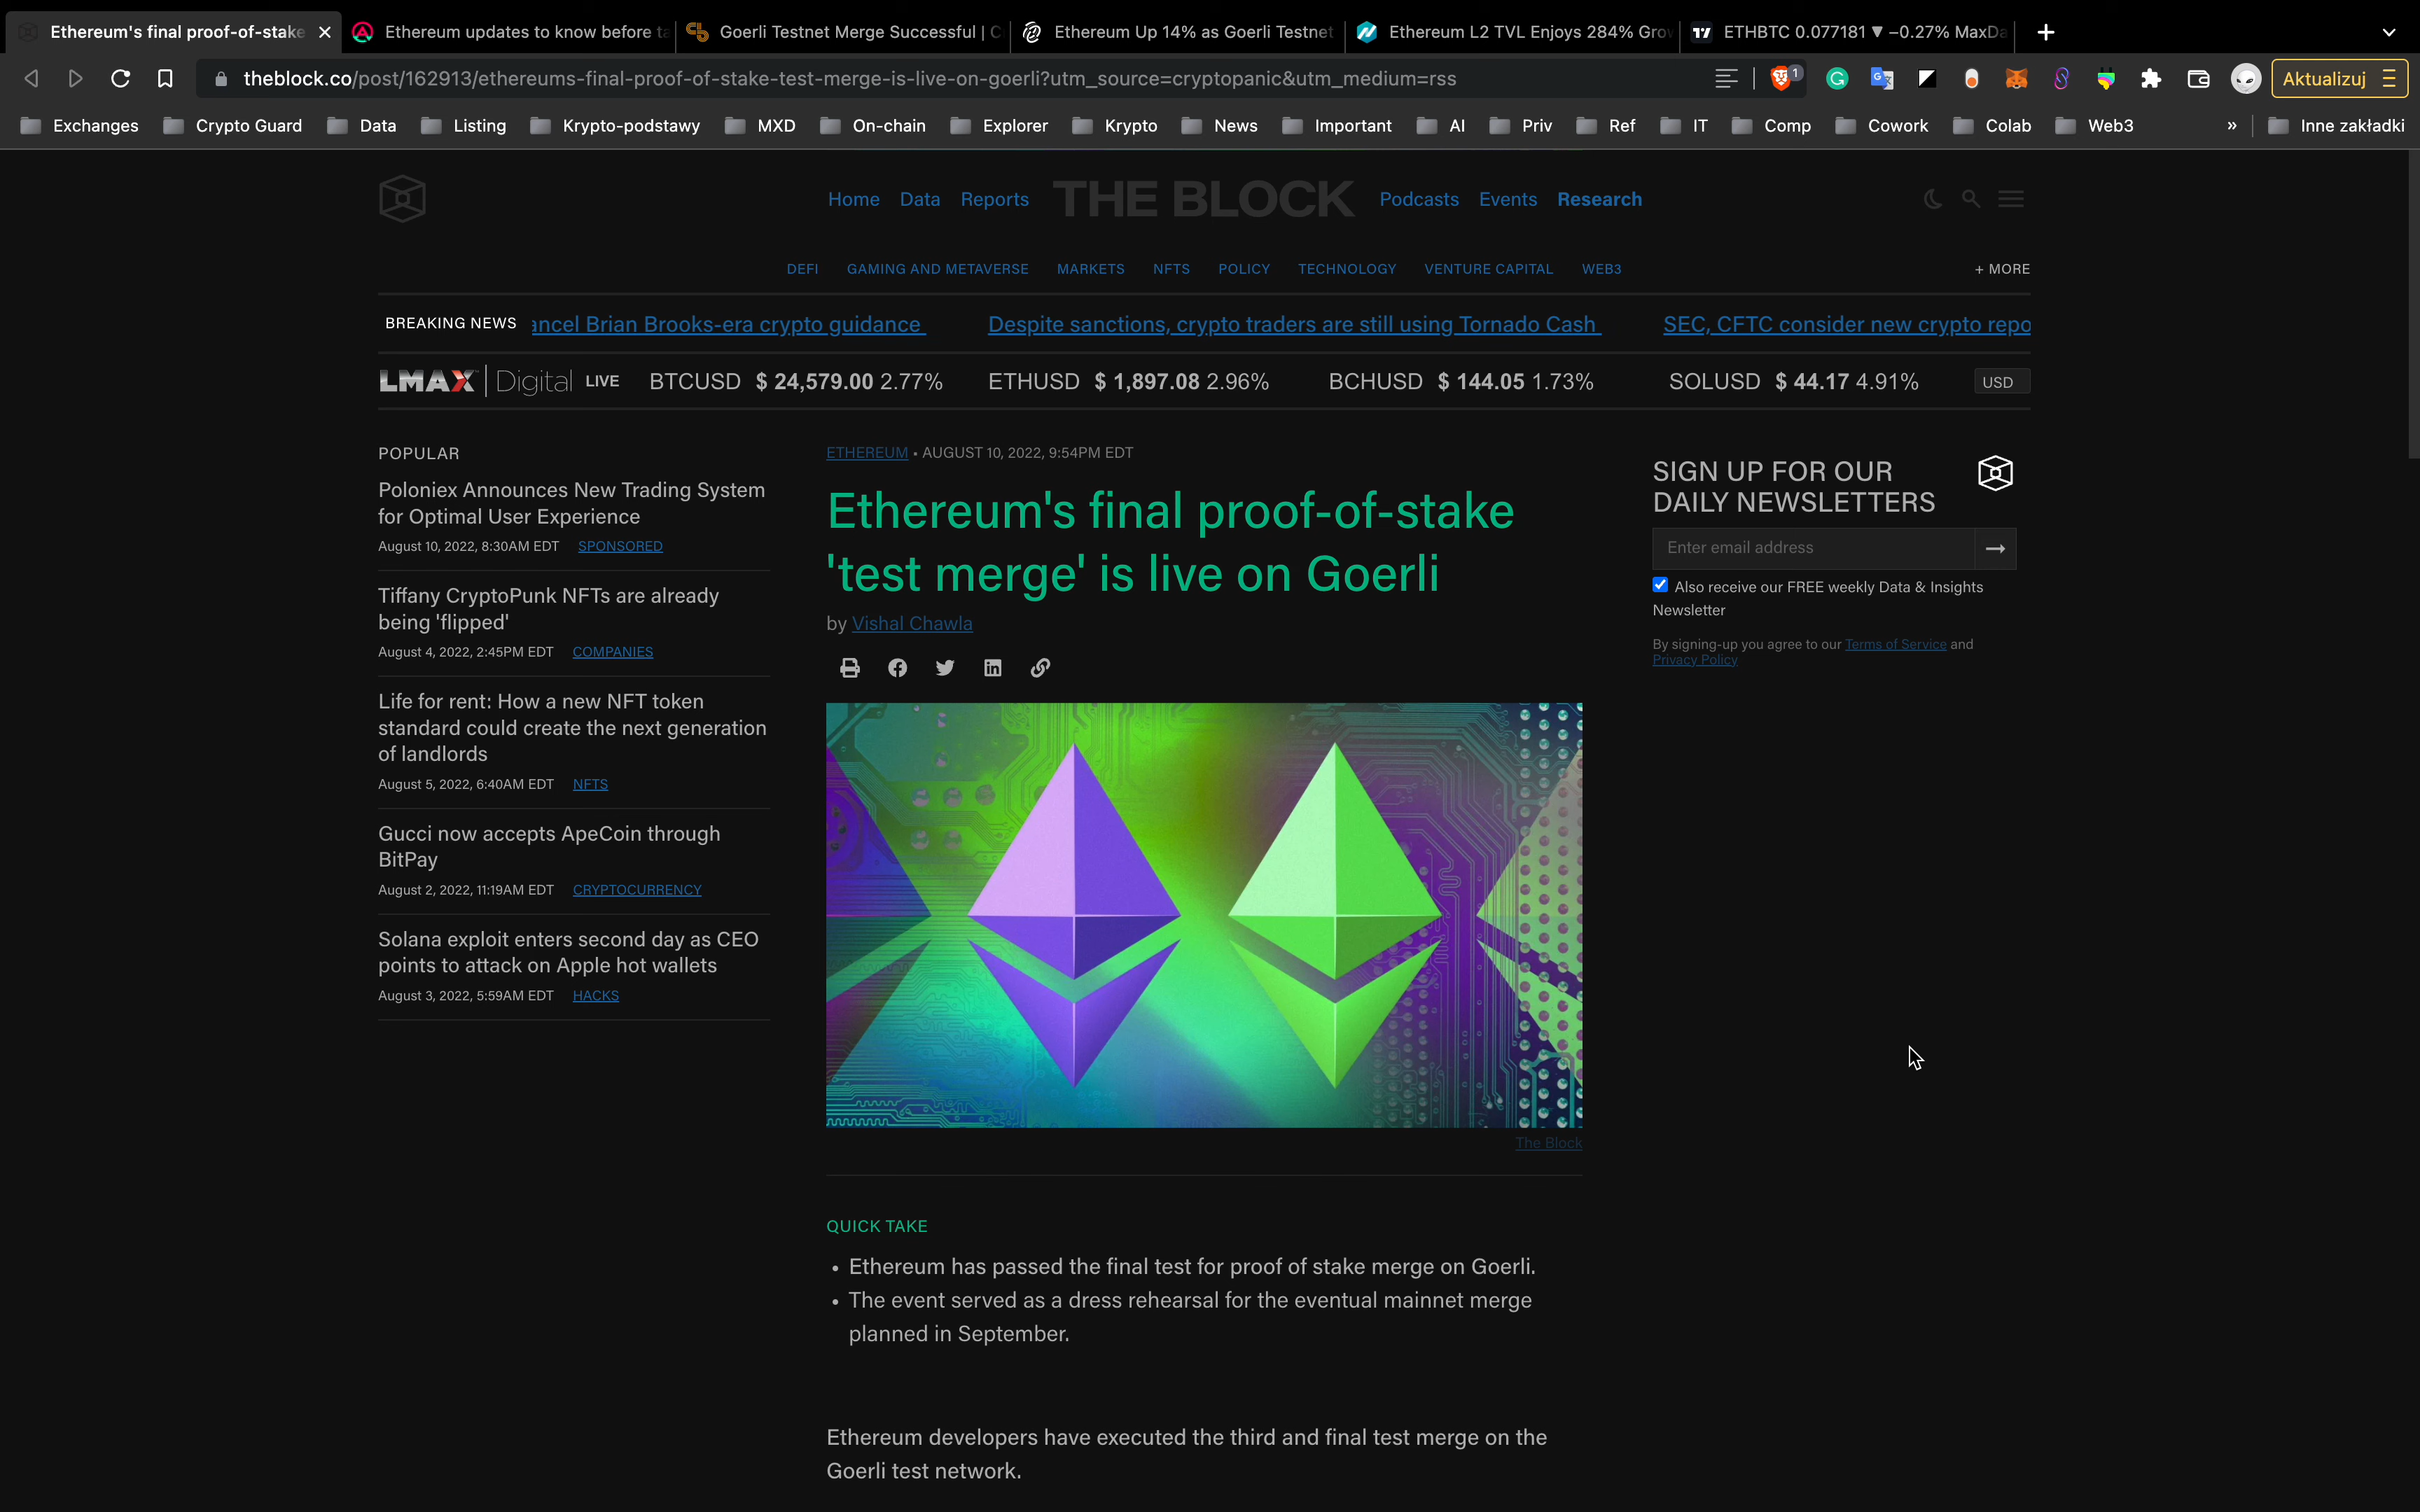 Ethereum's final proof-of-stake
Ethereum updates to know before ta
Goerli Testnet Merge Successful | C
Ethereum Up 14% as Goerli Testnet
Ethereum L2 TVL Enjoys 284% Grow
ETHBTC 0.077181 ▼ −0.27% MaxDa
theblock.co/post/162913/ethereums-final-proof-of-stake-test-merge-is-live-on-goerli?utm_source=cryptopanic&utm_medium=rss
1
Aktualizuj
Exchanges
Crypto Guard
Data
Listing
Krypto-podstawy
MXD
On-chain
Explorer
Krypto
News
Important
AI
Priv
Ref
IT
Comp
Cowork
Colab
Web3
»
Inne zakładki
Home
Data
Reports
THE BLOCK
Podcasts
Events
Research
DEFI
GAMING AND METAVERSE
MARKETS
NFTS
POLICY
TECHNOLOGY
VENTURE CAPITAL
WEB3
+ MORE
BREAKING NEWS
ancel Brian Brooks-era crypto guidance
Despite sanctions, crypto traders are still using Tornado Cash
SEC, CFTC consider new crypto repo
LMAX Digital LIVE
BTCUSD $ 24,579.00 2.77%
ETHUSD $ 1,897.08 2.96%
BCHUSD $ 144.05 1.73%
SOLUSD $ 44.17 4.91%
USD
POPULAR
Poloniex Announces New Trading System
for Optimal User Experience
August 10, 2022, 8:30AM EDT SPONSORED
Tiffany CryptoPunk NFTs are already
being 'flipped'
August 4, 2022, 2:45PM EDT COMPANIES
Life for rent: How a new NFT token
standard could create the next generation
of landlords
August 5, 2022, 6:40AM EDT NFTS
Gucci now accepts ApeCoin through
BitPay
August 2, 2022, 11:19AM EDT CRYPTOCURRENCY
Solana exploit enters second day as CEO
points to attack on Apple hot wallets
August 3, 2022, 5:59AM EDT HACKS
ETHEREUM • AUGUST 10, 2022, 9:54PM EDT
Ethereum's final proof-of-stake
'test merge' is live on Goerli
by Vishal Chawla
The Block
QUICK TAKE
• Ethereum has passed the final test for proof of stake merge on Goerli.
• The event served as a dress rehearsal for the eventual mainnet merge
planned in September.
Ethereum developers have executed the third and final test merge on the
Goerli test network.
SIGN UP FOR OUR
DAILY NEWSLETTERS
Enter email address
Also receive our FREE weekly Data & Insights
Newsletter
By signing-up you agree to our Terms of Service and
Privacy Policy